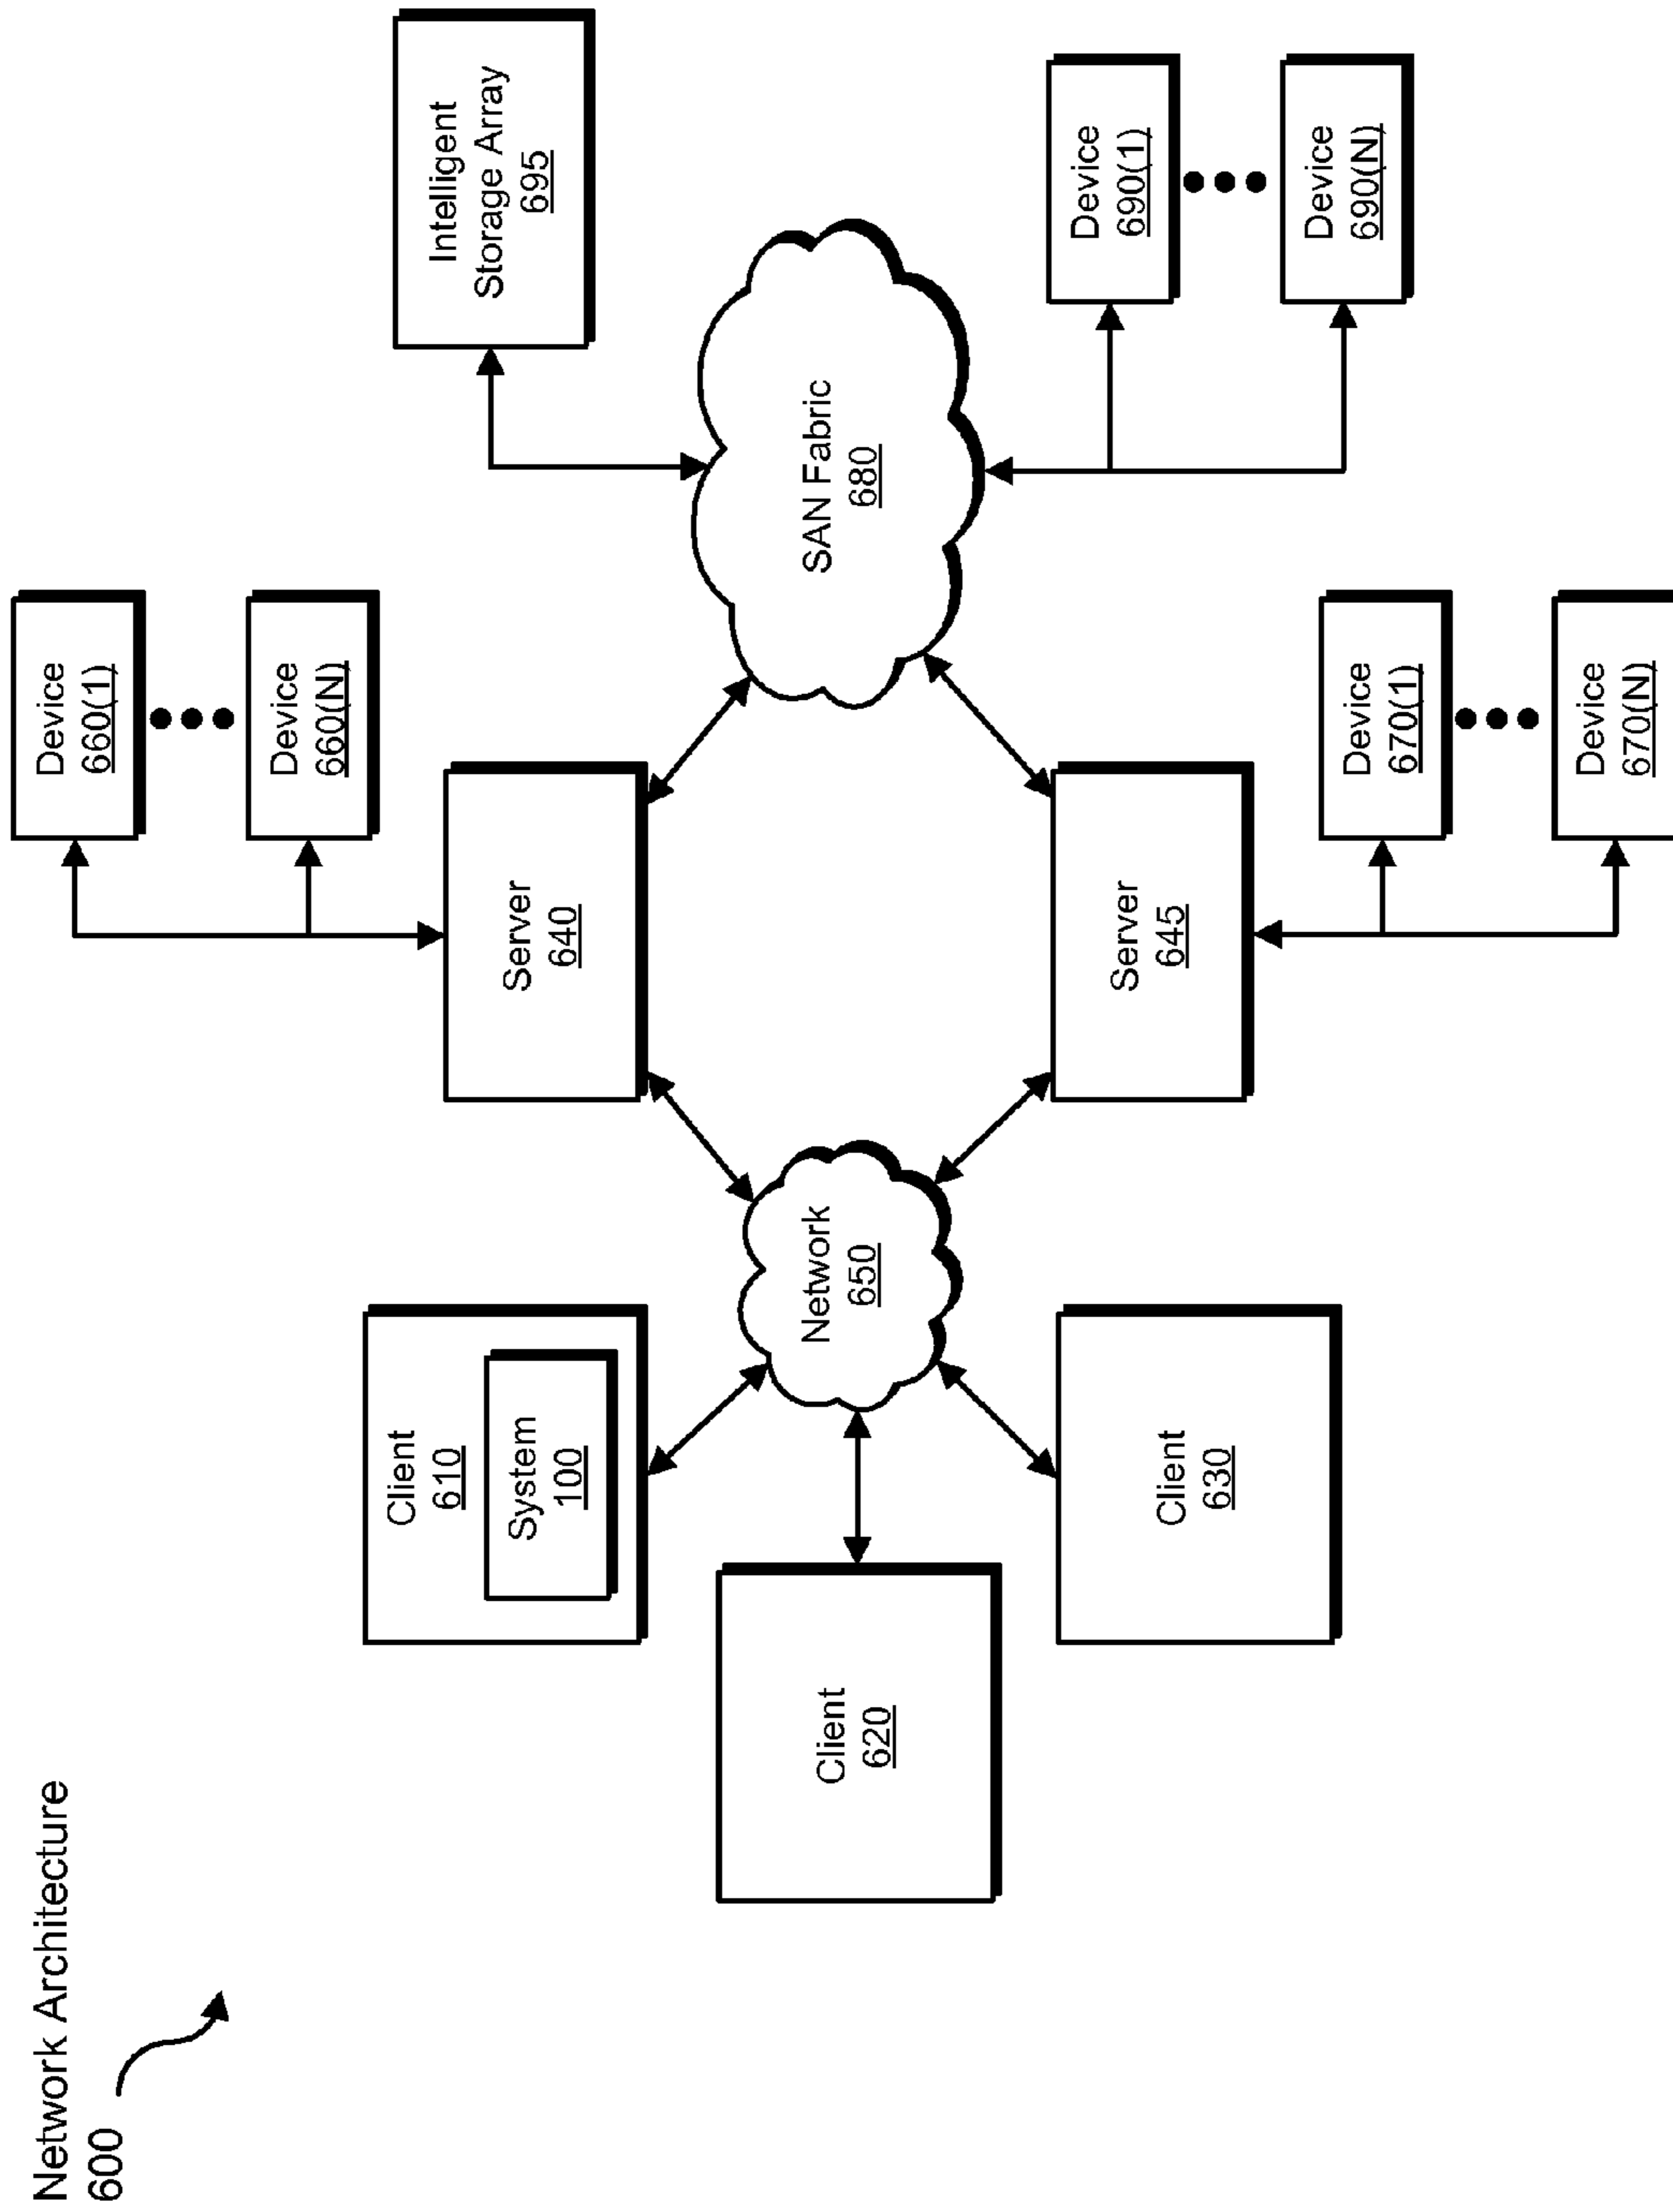 Network Architecture
600
Client
610
System
100
Client
620
Client
630
Network
650
Server
640
Server
645
Device
660(1)
Device
660(N)
Device
670(1)
Device
670(N)
SAN Fabric
680
Intelligent
Storage Array
695
Device
690(1)
Device
690(N)